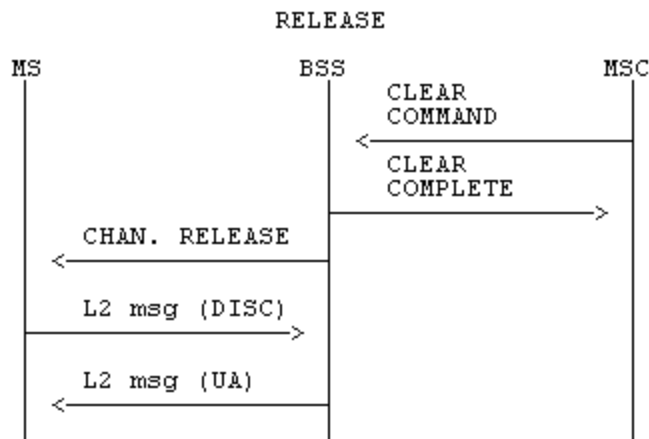 RELEASE
MS BSS MSC
CLEAR
COMMAND
CLEAR
COMPLETE
CHAN. RELEASE
L2 msg (DISC)
L2 msg (UA)